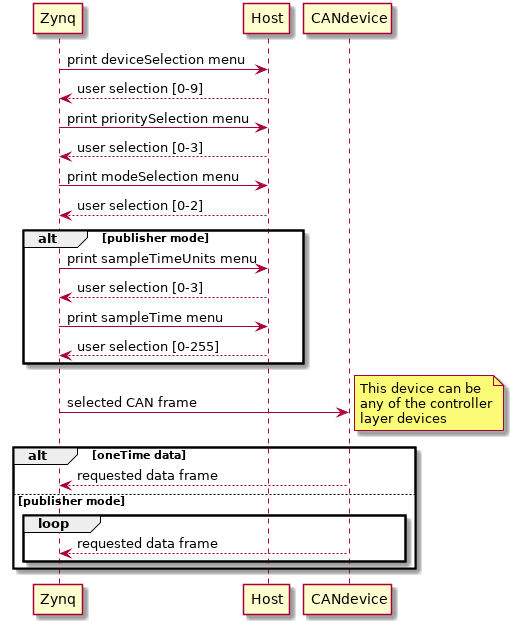 Zynq Host CANdevice
print deviceSelection menu
user selection [0-9]
print prioritySelection menu
user selection [0-3]
print modeSelection menu
user selection [0-2]
alt [publisher mode]
print sampleTimeUnits menu
user selection [0-3]
print sampleTime menu
user selection [0-255]
This device can be
any of the controller
layer devices
selected CAN frame
alt [oneTime data]
requested data frame
[publisher mode]
loop
requested data frame
Zynq Host CANdevice